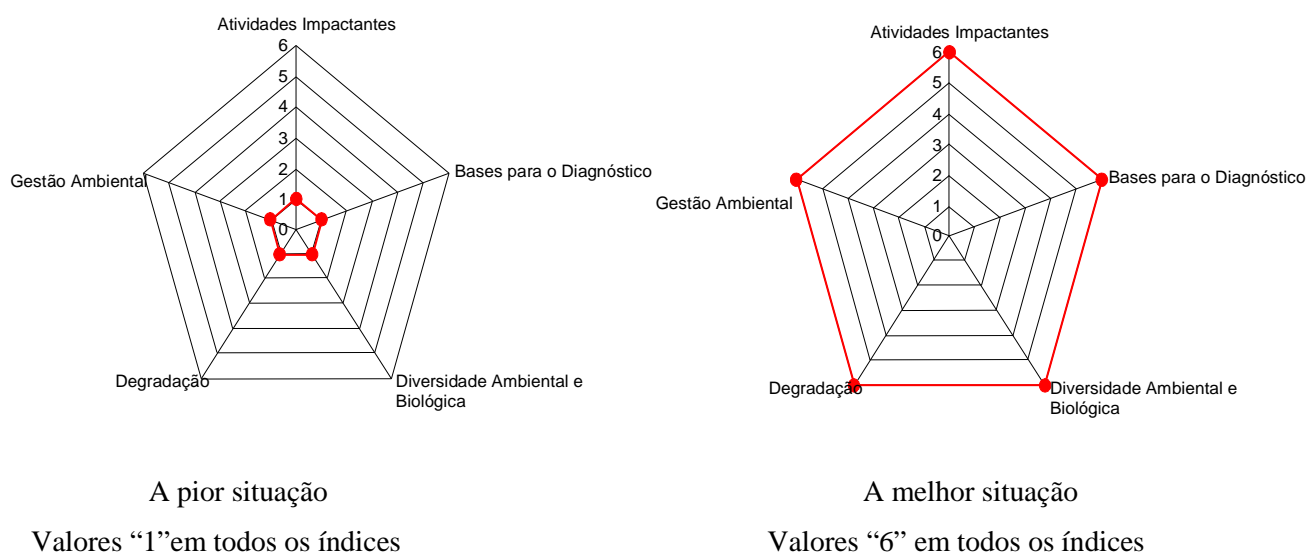 Atividades Impactantes
6
5
4
3
2
1
0
Bases para o Diagnóstico
Diversidade Ambiental e
Biológica
Degradação
Gestão Ambiental
A pior situação
Valores “1”em todos os índices
Atividades Impactantes
6
5
4
3
2
1
0
Bases para o Diagnóstico
Diversidade Ambiental e
Biológica
Degradação
Gestão Ambiental
A melhor situação
Valores “6” em todos os índices